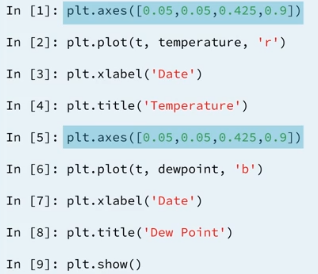 In [1]: plt.axes([0.05,0.05,0.425,0.9])
In [2]: plt.plot(t, temperature, 'r')
In [3]: plt.xlabel('Date')
In [4]: plt.title('Temperature')
In [5]: plt.axes([0.05,0.05,0.425,0.9])
In [6]: plt.plot(t, dewpoint, 'b')
In [7]: plt.xlabel('Date')
In [8]: plt.title('Dew Point')
In [9]: plt.show()